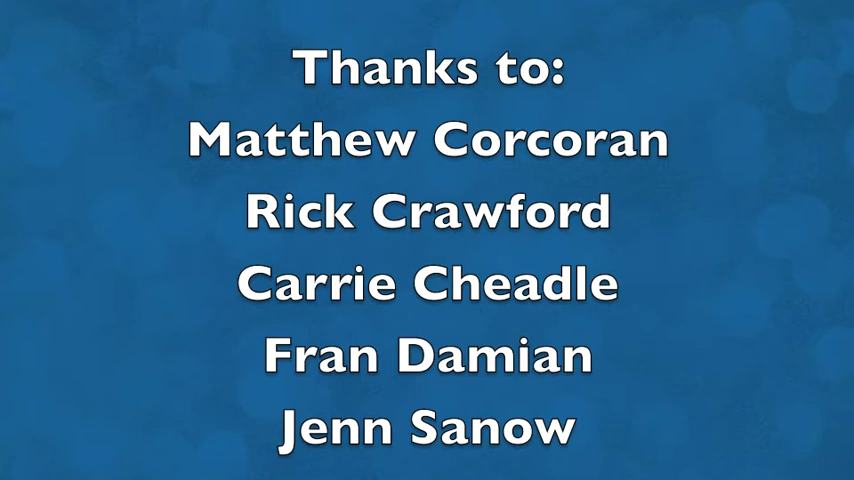 Thanks to:
Matthew Corcoran
Rick Crawford
Carrie Cheadle
Fran Damian
Jenn Sanow